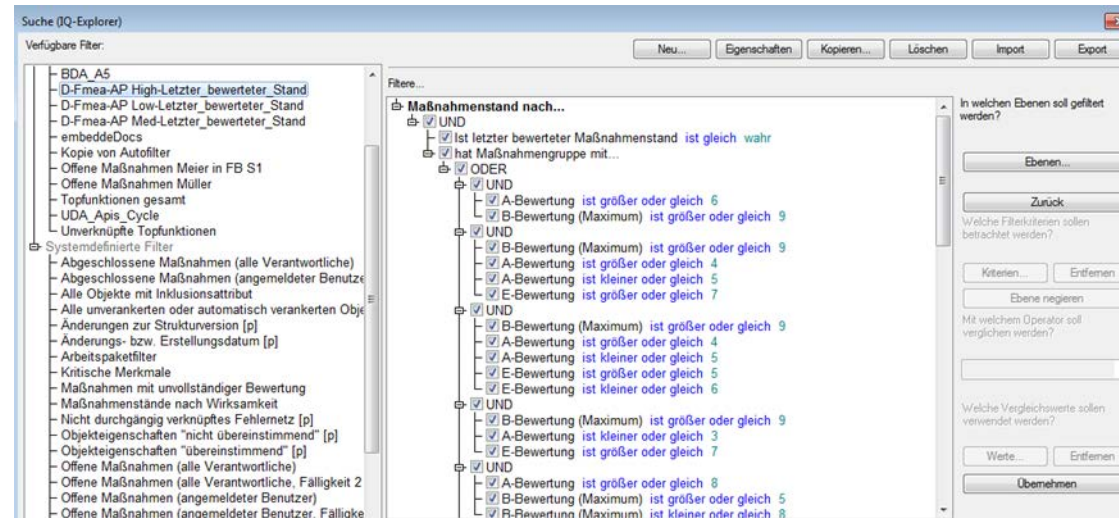 Suche (IQ-Explorer)
Verfügbare Filter:
Neu... Eigenschaften Kopieren... Löschen Import Export
BDA_A5
D-Fmea-AP High-Letzter_bewerteter_Stand
D-Fmea-AP Low-Letzter_bewerteter_Stand
D-Fmea-AP Med-Letzter_bewerteter_Stand
embeddeDocs
Kopie von Autofilter
Offene Maßnahmen Meier in FB S1
Offene Maßnahmen Müller
Topfunktionen gesamt
UDA_Apis_Cycle
Unverknüpfte Topfunktionen
Systemdefinierte Filter
Abgeschlossene Maßnahmen (alle Verantwortliche)
Abgeschlossene Maßnahmen (angemeldeter Benutze
Alle Objekte mit Inklusionsattribut
Alle unverankerten oder automatisch verankerten Obje
Änderungen zur Strukturversion [p]
Änderungs- bzw. Erstellungsdatum [p]
Arbeitspaketfilter
Kritische Merkmale
Maßnahmen mit unvollständiger Bewertung
Maßnahmenstände nach Wirksamkeit
Nicht durchgängig verknüpftes Fehlernetz [p]
Objekteigenschaften "nicht übereinstimmend" [p]
Objekteigenschaften "übereinstimmend" [p]
Offene Maßnahmen (alle Verantwortliche)
Offene Maßnahmen (alle Verantwortliche, Fälligkeit 2
Offene Maßnahmen (angemeldeter Benutzer)
Offene Maßnahmen (angemeldeter Benutzer, Fälligke
Filtere...
Maßnahmenstand nach...
UND
Ist letzter bewerteter Maßnahmenstand ist gleich wahr
hat Maßnahmengruppe mit...
ODER
UND
A-Bewertung ist größer oder gleich 6
B-Bewertung (Maximum) ist größer oder gleich 9
UND
B-Bewertung (Maximum) ist größer oder gleich 9
A-Bewertung ist größer oder gleich 4
A-Bewertung ist kleiner oder gleich 5
E-Bewertung ist größer oder gleich 7
UND
B-Bewertung (Maximum) ist größer oder gleich 9
A-Bewertung ist größer oder gleich 4
A-Bewertung ist kleiner oder gleich 5
E-Bewertung ist größer oder gleich 5
E-Bewertung ist kleiner oder gleich 6
UND
B-Bewertung (Maximum) ist größer oder gleich 9
A-Bewertung ist kleiner oder gleich 3
E-Bewertung ist größer oder gleich 7
UND
A-Bewertung ist größer oder gleich 8
B-Bewertung (Maximum) ist größer oder gleich 5
B-Bewertung (Maximum) ist kleiner oder gleich 8
In welchen Ebenen soll gefiltert
werden?
Ebenen...
Zurück
Welche Filterkriterien sollen
betrachtet werden?
Kriterien... Entfernen
Ebene negieren
Mit welchem Operator soll
verglichen werden?
Welche Vergleichswerte sollen
verwendet werden?
Werte... Entfernen
Übernehmen